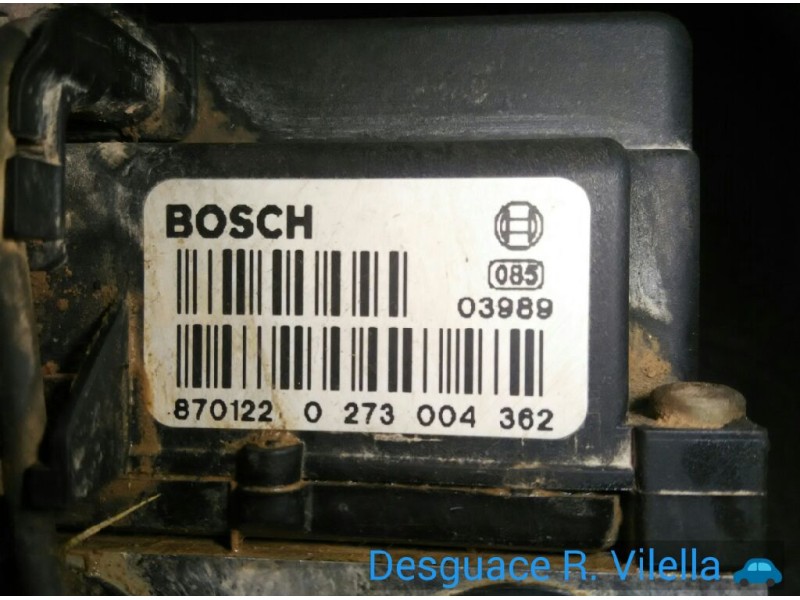 BOSCH
085
03989
870122 0 273 004 362
Desguace R. Vilella